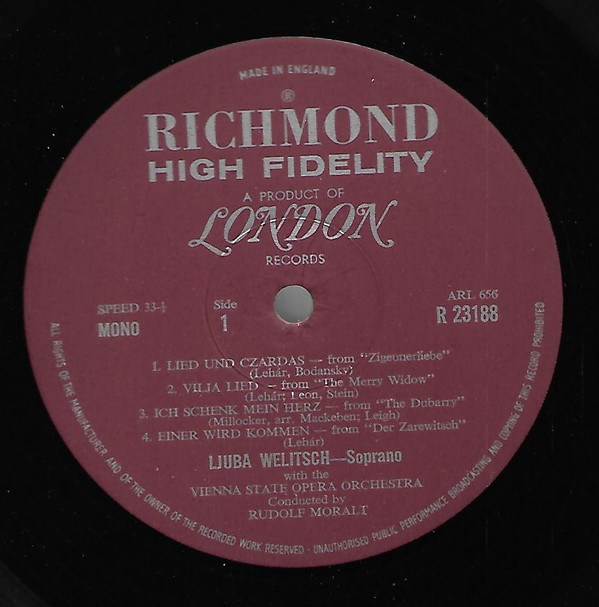 MADE IN ENGLAND
®
RICHMOND
HIGH FIDELITY
A PRODUCT OF
LONDON
RECORDS
SPEED 33-⅓
MONO
Side
1
ARL 656
R 23188
1. LIED UND CZARDAS — from "Zigeunerliebe"
(Lehár, Bodansky)
2. VILJA LIED — from "The Merry Widow"
(Lehár; Leon, Stein)
3. ICH SCHENK MEIN HERZ — from "The Dubarry"
(Millocker, arr. Mackeben; Leigh)
4. EINER WIRD KOMMEN — from "Der Zarewitsch"
(Lehár)
LJUBA WELITSCH—Soprano
with the
VIENNA STATE OPERA ORCHESTRA
Conducted by
RUDOLF MORALT
ALL RIGHTS OF THE MANUFACTURER AND OF THE OWNER OF THE RECORDED WORK RESERVED · UNAUTHORISED PUBLIC PERFORMANCE BROADCASTING AND COPYING OF THIS RECORD PROHIBITED